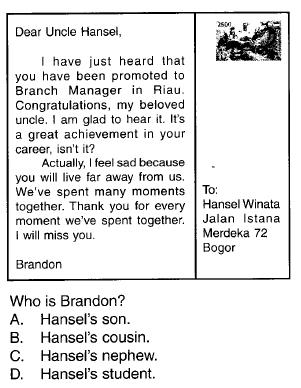 Dear Uncle Hansel,
I have just heard that
you have been promoted to
Branch Manager in Riau.
Congratulations, my beloved
uncle. I am glad to hear it. It's
a great achievement in your
career, isn't it?
Actually, I feel sad because
you will live far away from us.
We've spent many moments
together. Thank you for every
moment we've spent together.
I will miss you.
Brandon
2500
To:
Hansel Winata
Jalan Istana
Merdeka 72
Bogor
Who is Brandon?
A. Hansel's son.
B. Hansel's cousin.
C. Hansel's nephew.
D. Hansel's student.